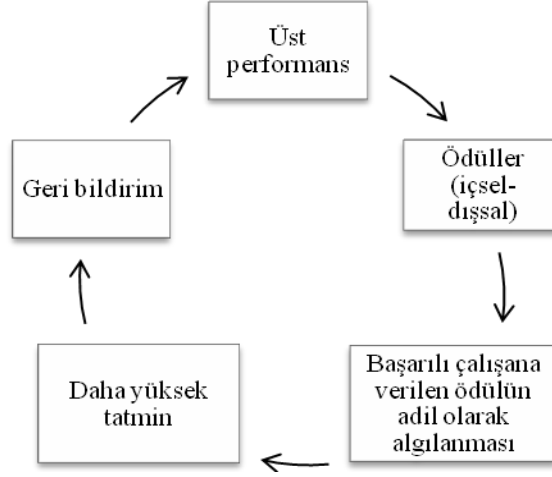 Üst
performans
Ödüller
(içsel-
dışsal)
Başarılı çalışana
verilen ödülün
adil olarak
algılanması
Daha yüksek
tatmin
Geri bildirim